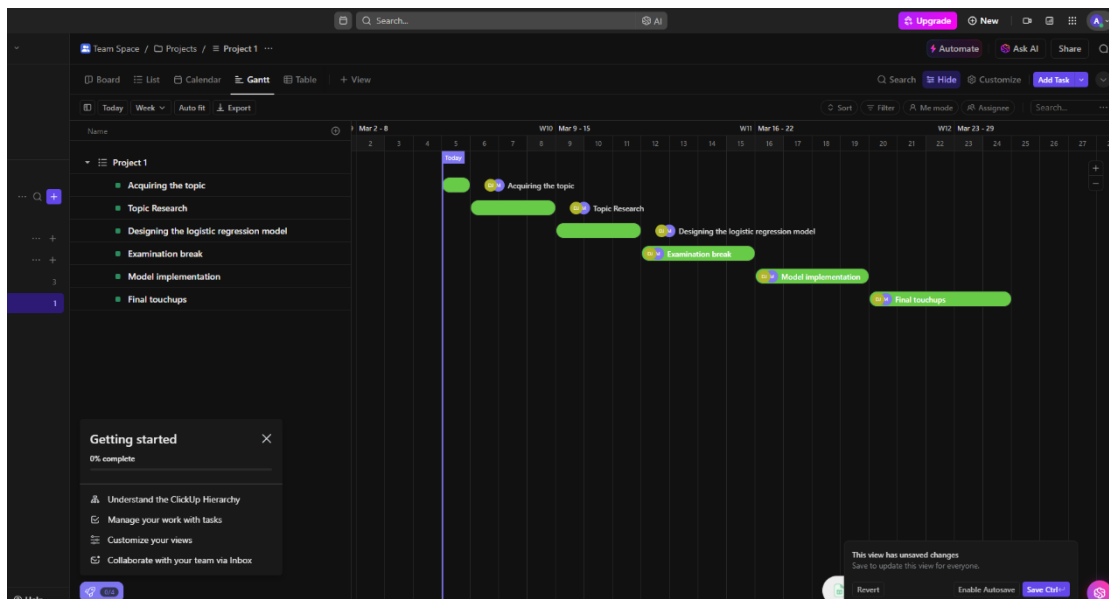 Search...
AI
Upgrade
New
A
Team Space / Projects / Project 1 ...
Automate
Ask AI
Share
Board
List
Calendar
Gantt
Table
+ View
Search
Hide
Customize
Add Task
Today
Week
Auto fit
Export
Sort
Filter
Me mode
Assignee
Search...
Name
Mar 2 - 8
W10 Mar 9 - 15
W11 Mar 16 - 22
W12 Mar 23 - 29
2 3 4 5 6 7 8 9 10 11 12 13 14 15 16 17 18 19 20 21 22 23 24 25 26 27
Today
Project 1
Acquiring the topic
Acquiring the topic
Topic Research
Topic Research
Designing the logistic regression model
Designing the logistic regression model
Examination break
Examination break
Model implementation
Model implementation
Final touchups
Final touchups
3
1
Getting started
0% complete
Understand the ClickUp Hierarchy
Manage your work with tasks
Customize your views
Collaborate with your team via Inbox
0/4
This view has unsaved changes
Save to update this view for everyone.
Revert
Enable Autosave
Save Ctrl